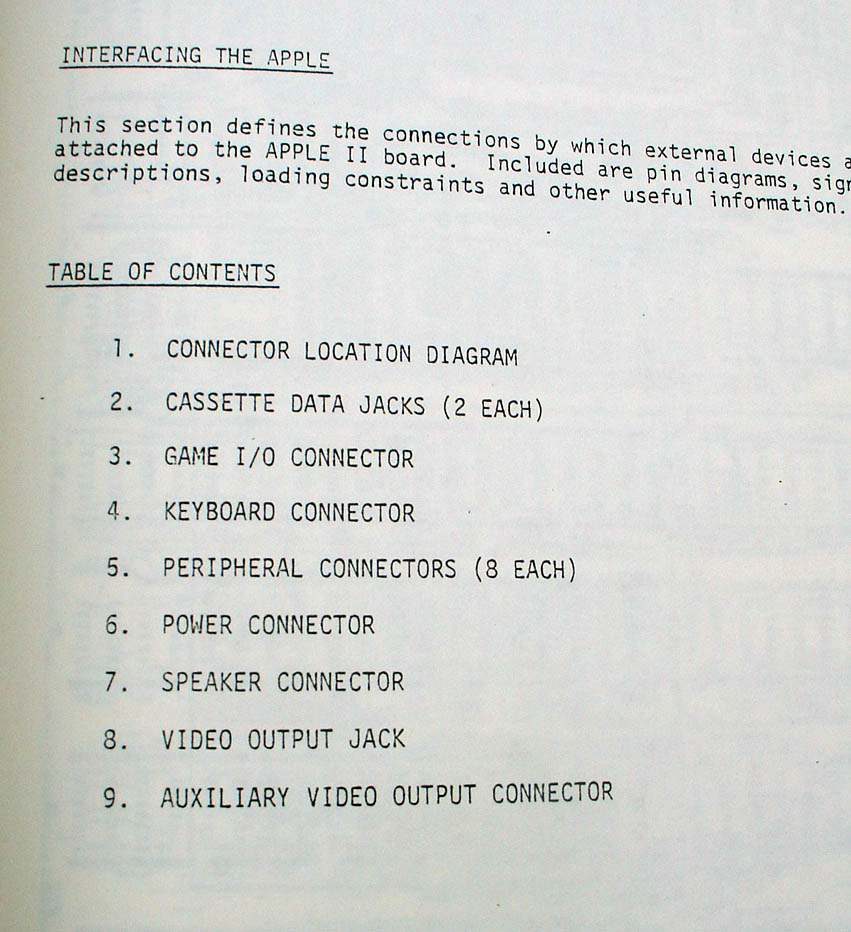 INTERFACING THE APPLE
This section defines the connections by which external devices
attached to the APPLE II board. Included are pin diagrams,
descriptions, loading constraints and other useful information.
TABLE OF CONTENTS
1. CONNECTOR LOCATION DIAGRAM
2. CASSETTE DATA JACKS (2 EACH)
3. GAME I/O CONNECTOR
4. KEYBOARD CONNECTOR
5. PERIPHERAL CONNECTORS (8 EACH)
6. POWER CONNECTOR
7. SPEAKER CONNECTOR
8. VIDEO OUTPUT JACK
9. AUXILIARY VIDEO OUTPUT CONNECTOR